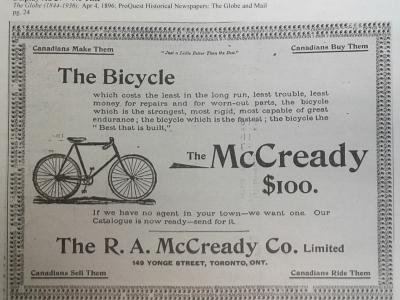 The Globe (1844-1936); Apr 4, 1896; ProQuest Historical Newspapers: The Globe and Mail
pg. 24
Canadians Make Them
"Just a Little Better Than the Best."
Canadians Buy Them
The Bicycle
which costs the least in the long run, least trouble, least
money for repairs and for worn-out parts, the bicycle
which is the strongest, most rigid, most capable of great
endurance; the bicycle which is the fastest; the bicycle the
"Best that is built,"
The McCready
$100.
If we have no agent in your town—we want one. Our
Catalogue is now ready—send for it.
The R. A. McCready Co. Limited
149 YONGE STREET, TORONTO, ONT.
Canadians Sell Them
Canadians Ride Them